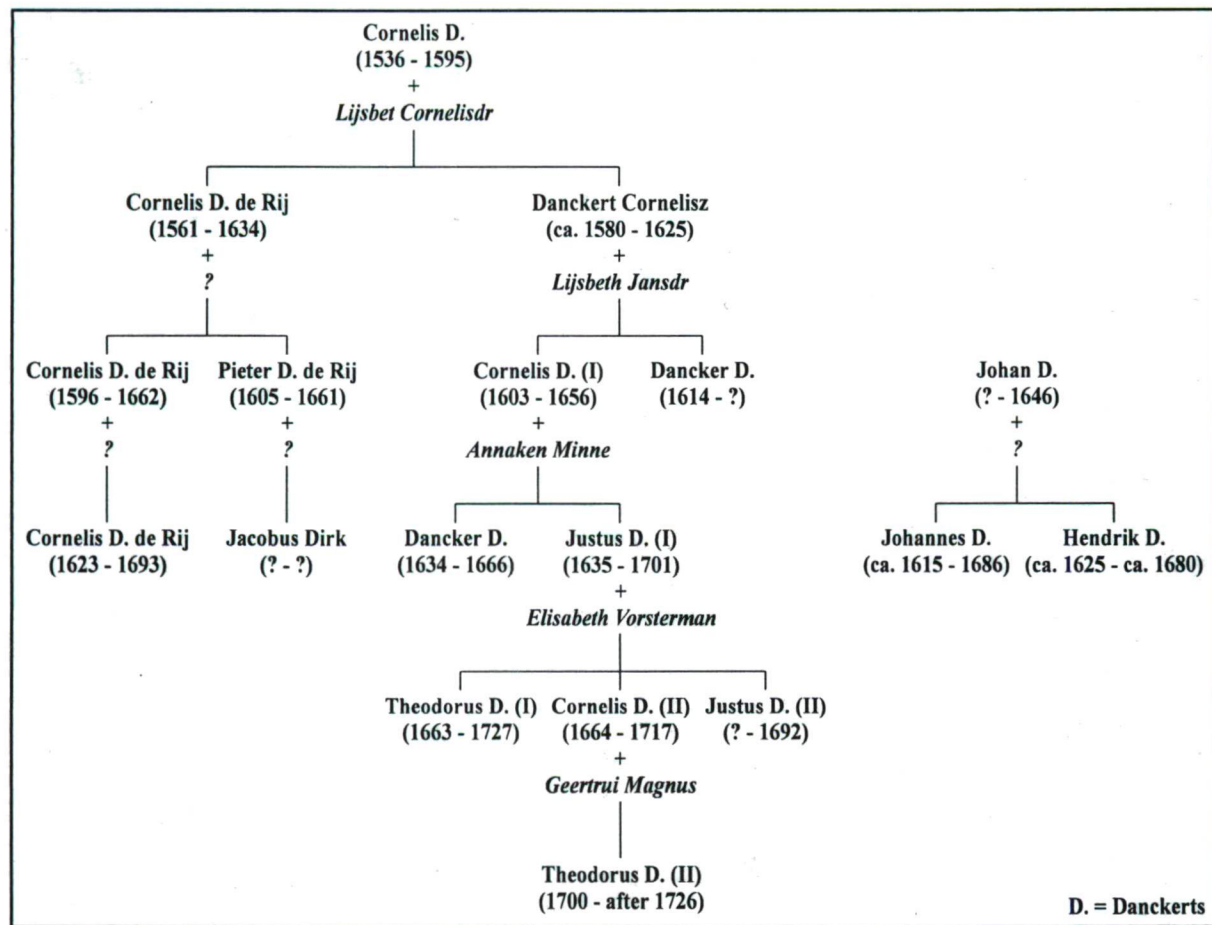 Cornelis D.
(1536 - 1595)
+
Lijsbet Cornelisdr
Cornelis D. de Rij
(1561 - 1634)
+
?
Danckert Cornelisz
(ca. 1580 - 1625)
+
Lijsbeth Jansdr
Cornelis D. de Rij
(1596 - 1662)
+
?
Pieter D. de Rij
(1605 - 1661)
+
?
Cornelis D. (I)
(1603 - 1656)
+
Annaken Minne
Dancker D.
(1614 - ?)
Johan D.
(? - 1646)
+
?
Cornelis D. de Rij
(1623 - 1693)
Jacobus Dirk
(? - ?)
Dancker D.
(1634 - 1666)
Justus D. (I)
(1635 - 1701)
+
Elisabeth Vorsterman
Johannes D.
(ca. 1615 - 1686)
Hendrik D.
(ca. 1625 - ca. 1680)
Theodorus D. (I)
(1663 - 1727)
Cornelis D. (II)
(1664 - 1717)
+
Geertrui Magnus
Justus D. (II)
(? - 1692)
Theodorus D. (II)
(1700 - after 1726)
D. = Danckerts